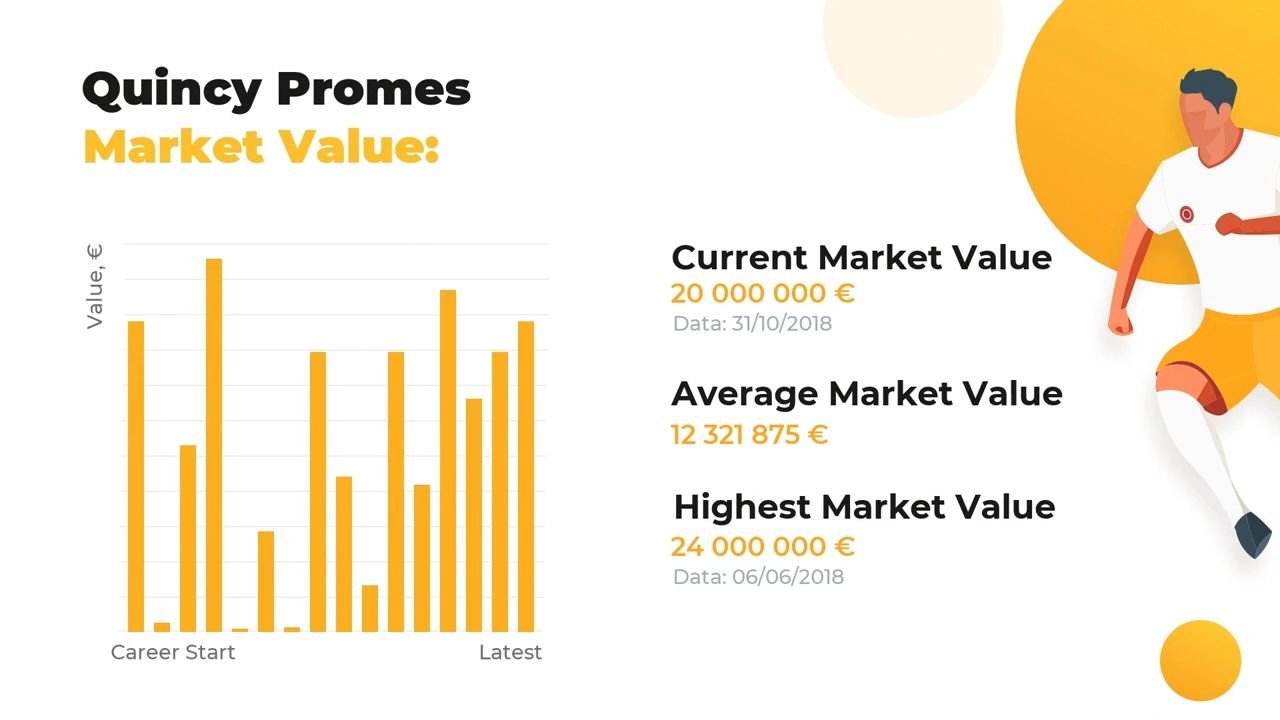 Quincy Promes
Market Value:
Value, €
Career Start
Latest
Current Market Value
20 000 000 €
Data: 31/10/2018
Average Market Value
12 321 875 €
Highest Market Value
24 000 000 €
Data: 06/06/2018